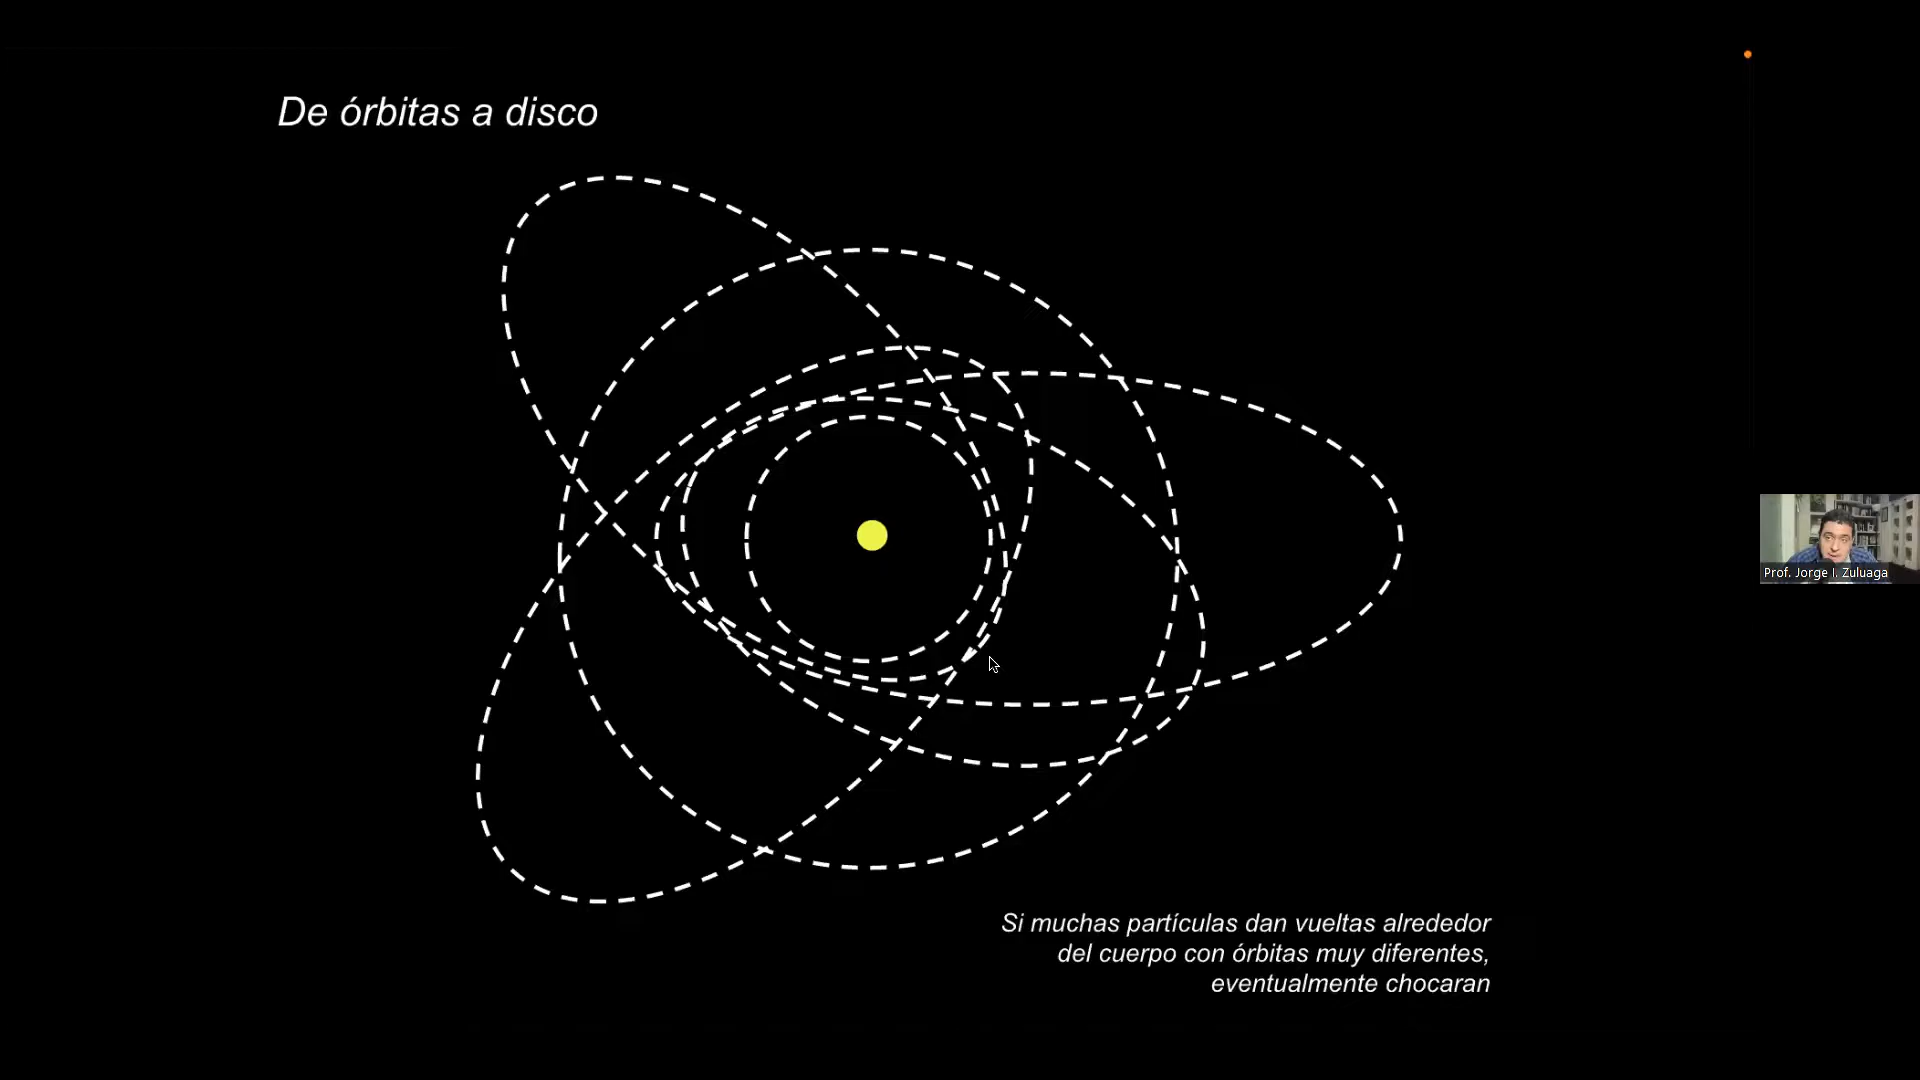 De órbitas a disco
Prof. Jorge I. Zuluaga
Si muchas partículas dan vueltas alrededor
del cuerpo con órbitas muy diferentes,
eventualmente chocaran